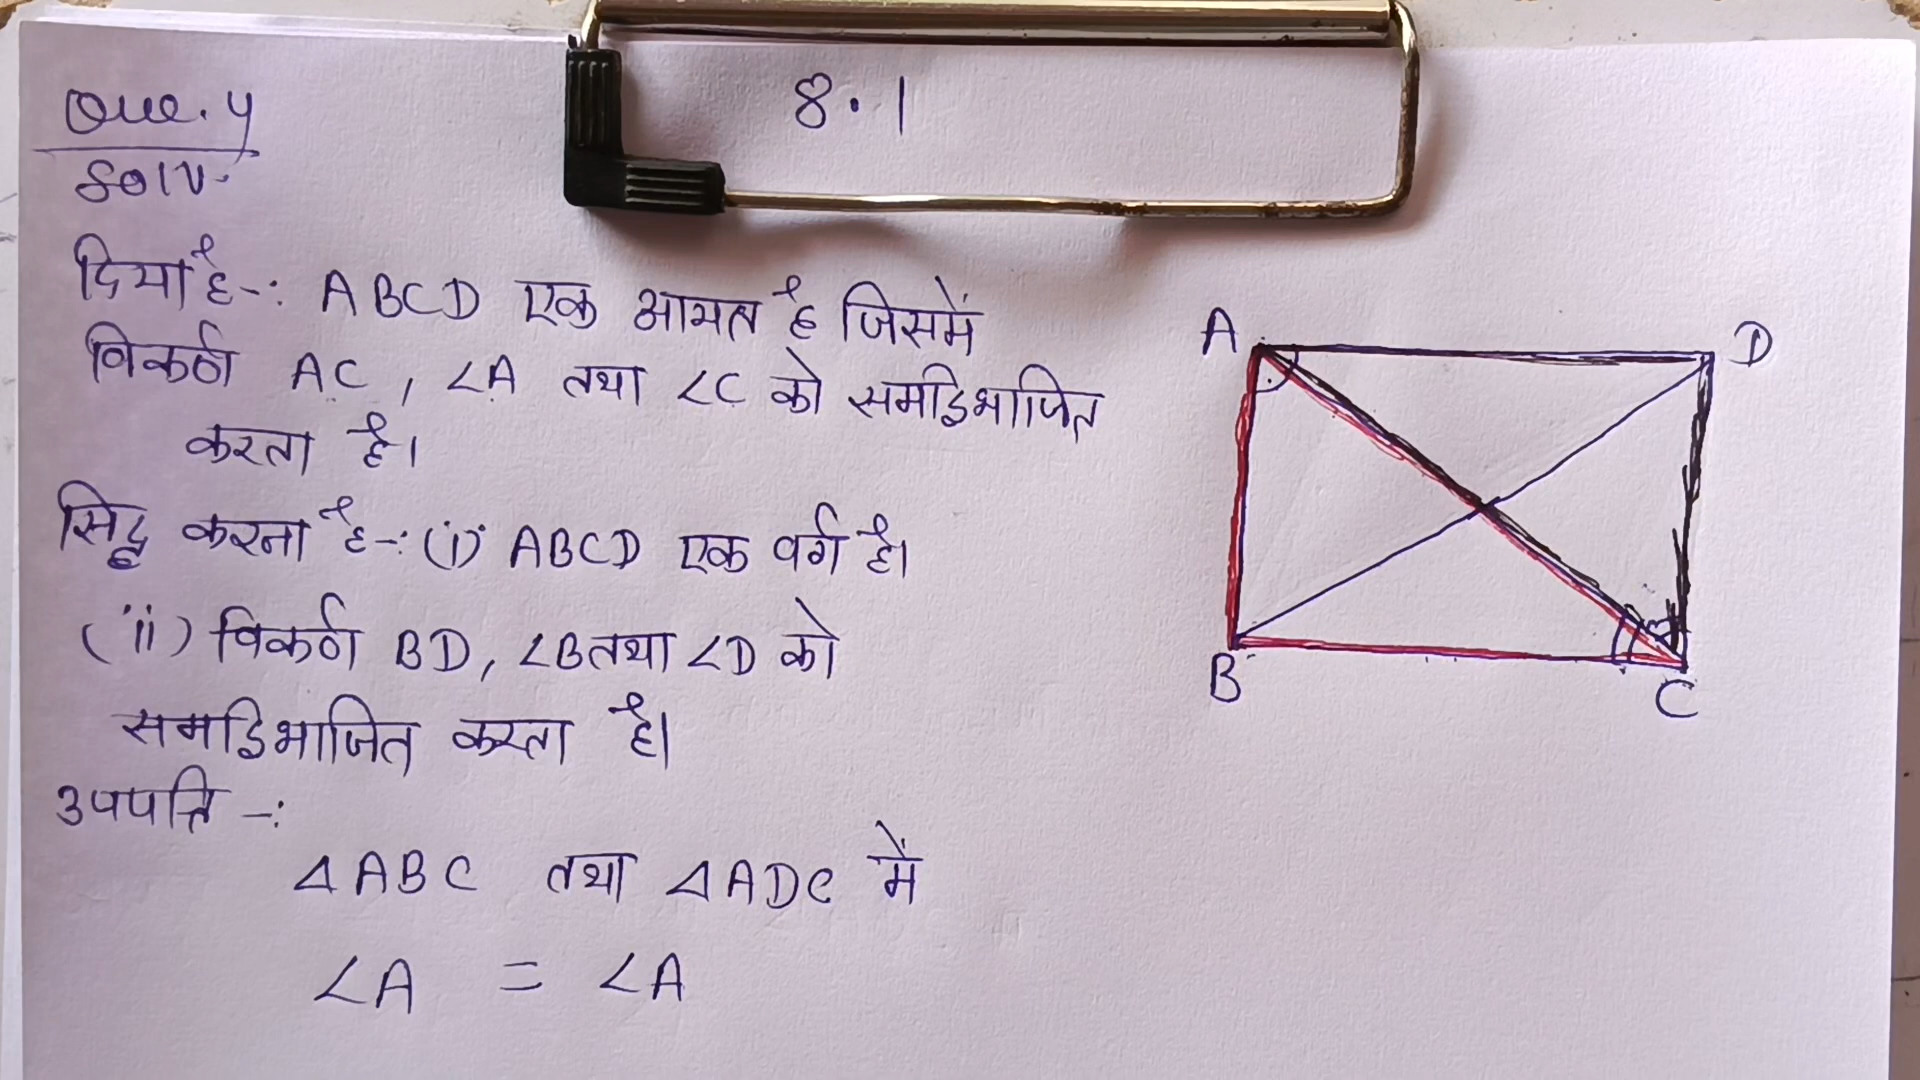 8.1
Que. 4
Soln.
दिया है-: ABCD एक आयत है जिसमें
विकर्ण AC, ∠A तथा ∠C को समद्विभाजित
करता है।
सिद्ध करना है-: (i) ABCD एक वर्ग है।
(ii) विकर्ण BD, ∠B तथा ∠D को
समद्विभाजित करता है।
उपपत्ति -:
△ABC तथा △ADC में
∠A = ∠A
A D
B C